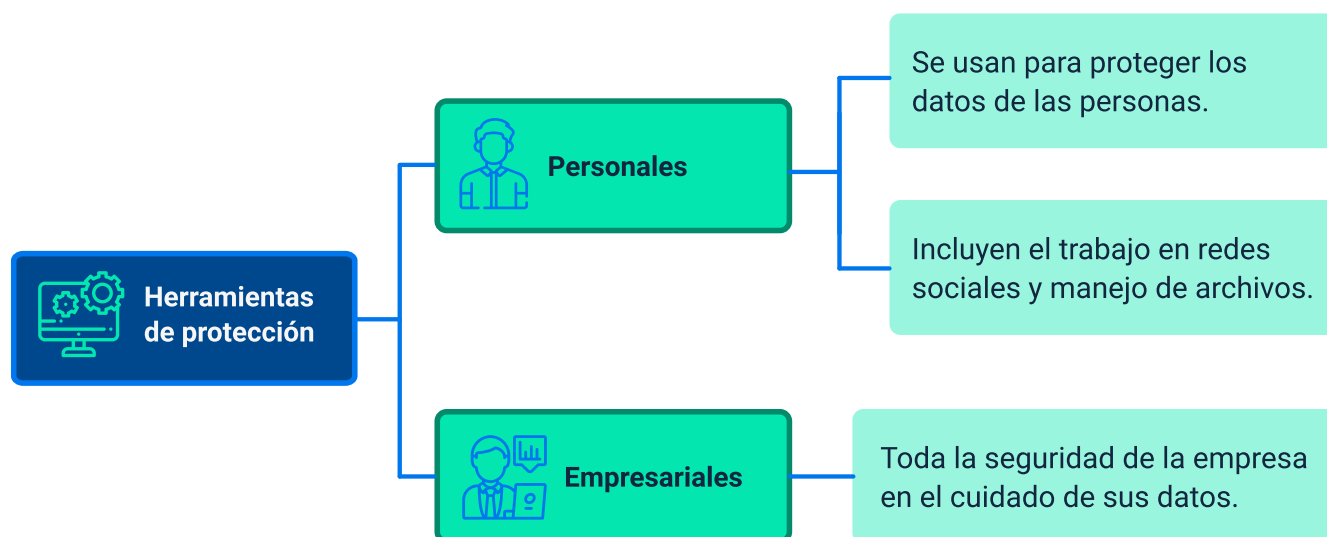 Herramientas
de protección
Personales
Se usan para proteger los
datos de las personas.
Incluyen el trabajo en redes
sociales y manejo de archivos.
Empresariales
Toda la seguridad de la empresa
en el cuidado de sus datos.